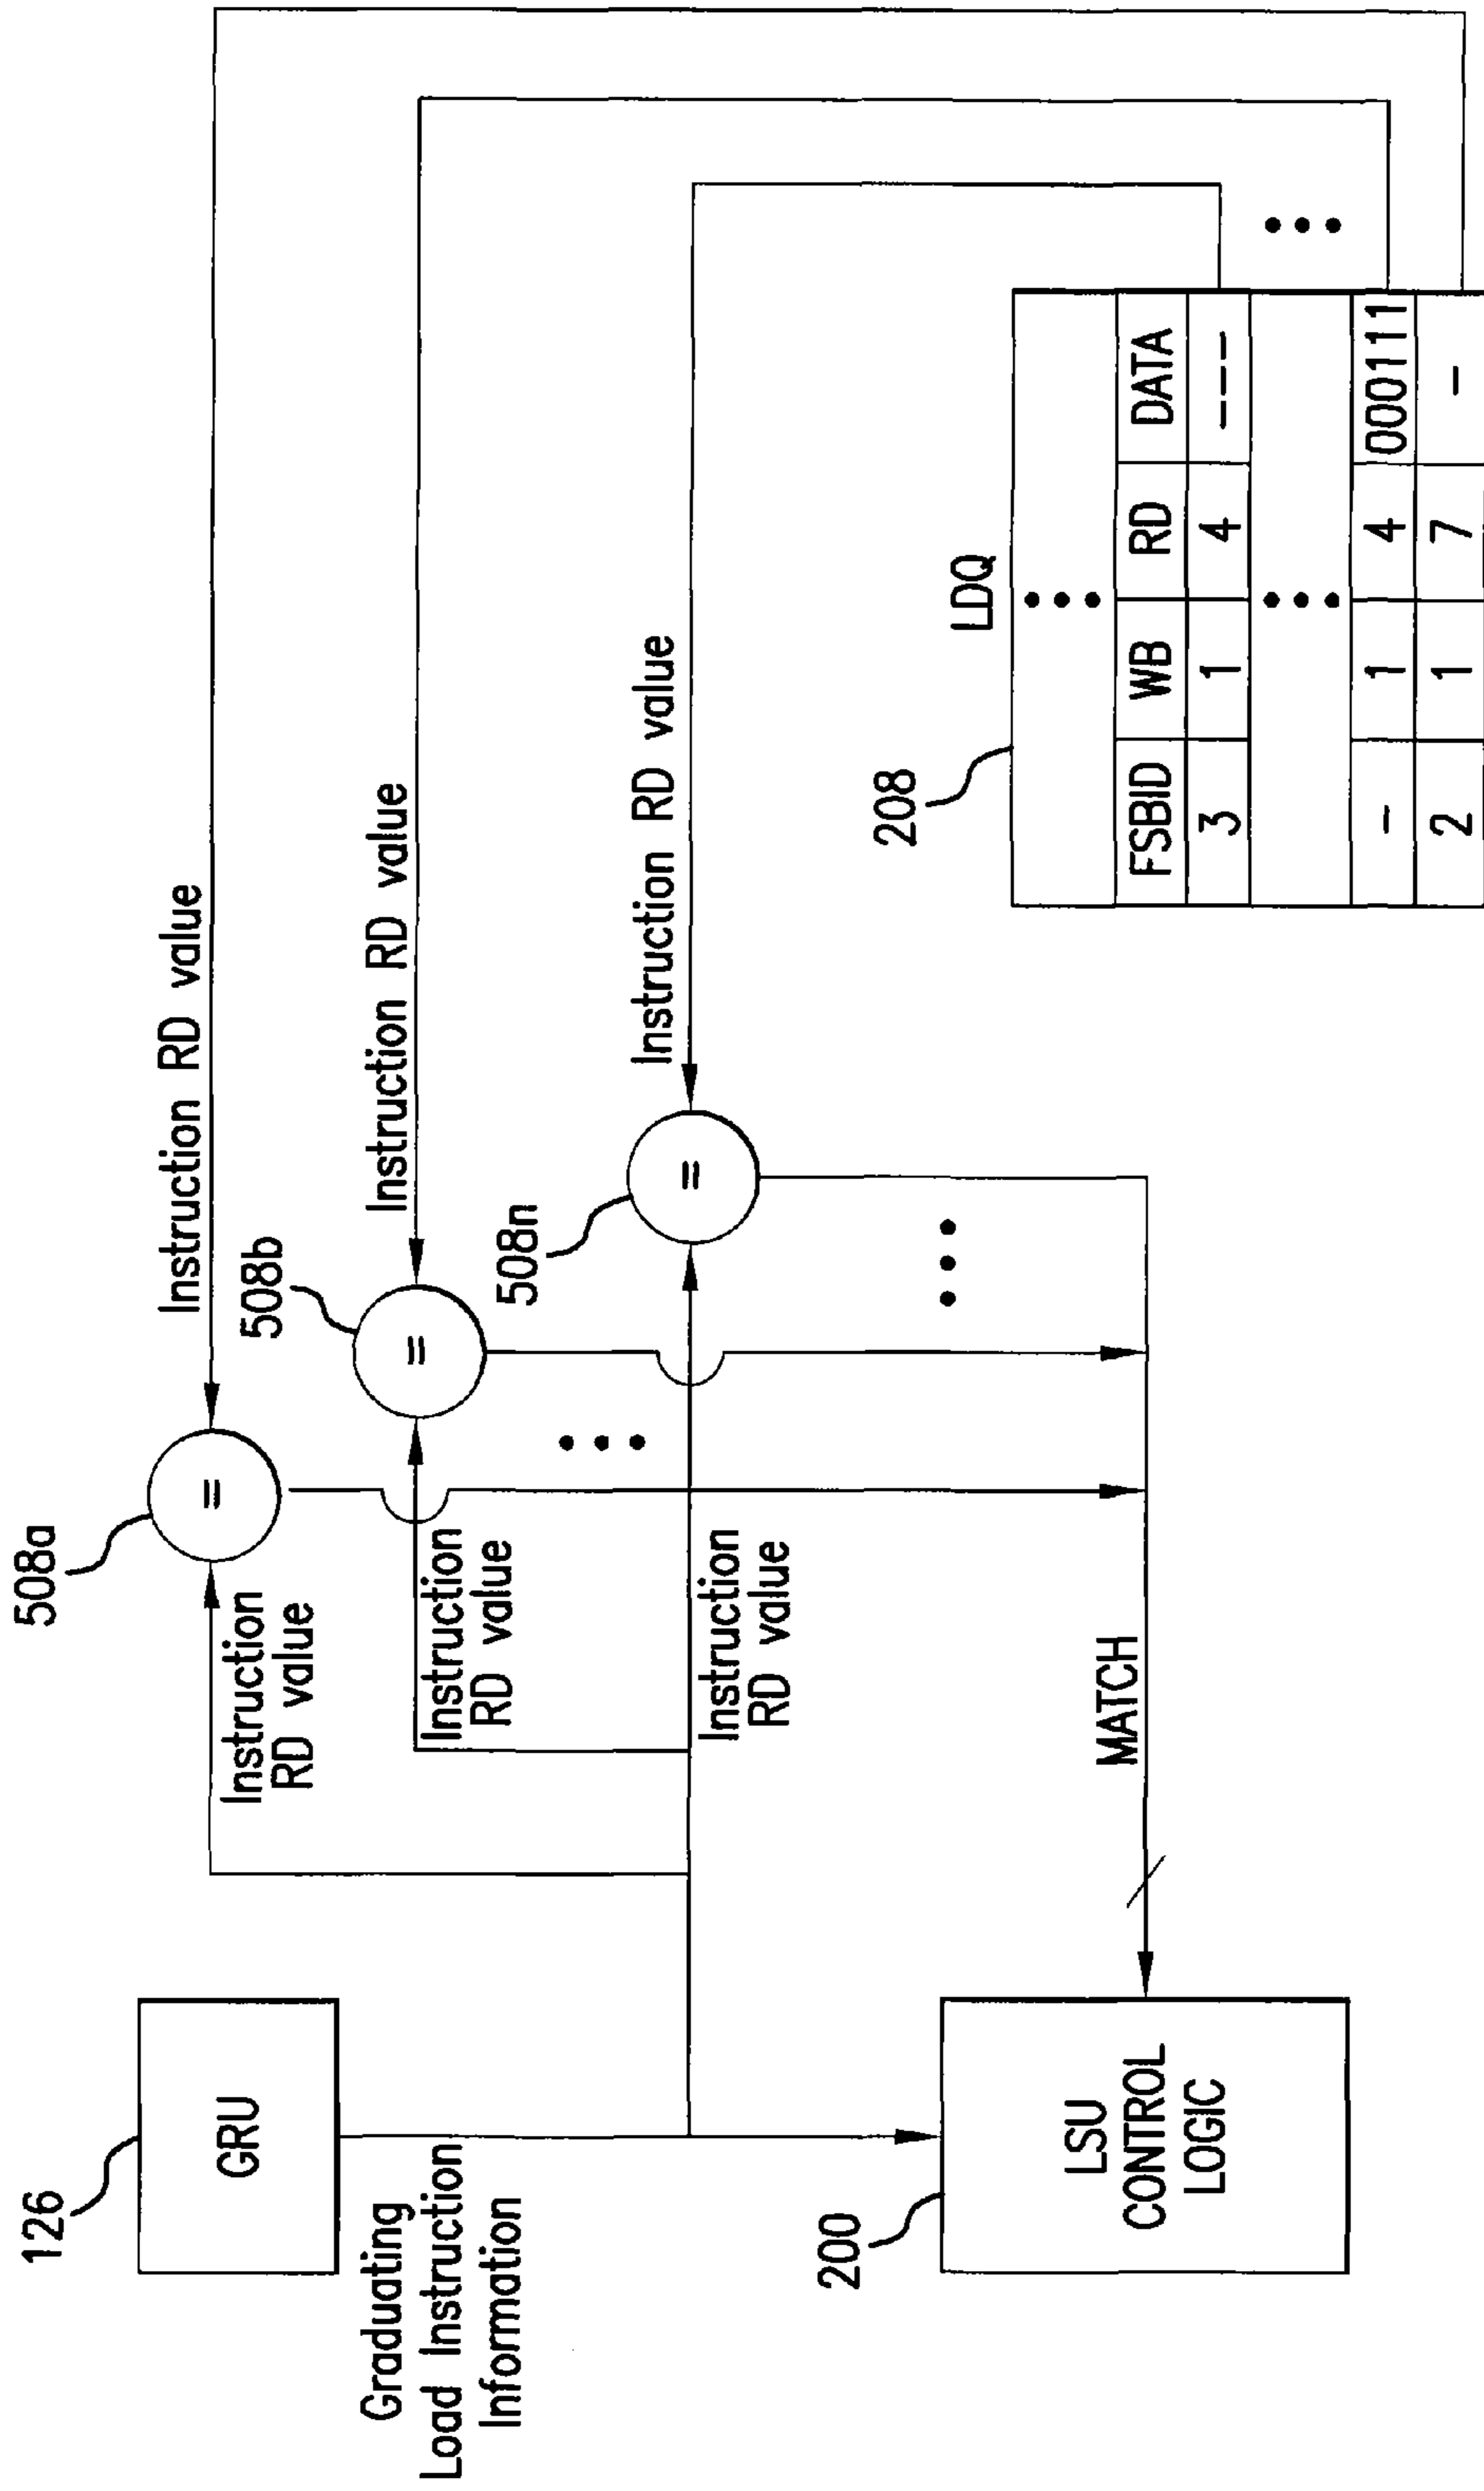 126
GRU
Graduating
Load Instruction
Information
200
LSU
CONTROL
LOGIC
508a
=
Instruction
RD value
Instruction RD value
508b
=
Instruction
RD value
Instruction RD value
508n
=
Instruction
RD value
Instruction RD value
MATCH
208
LDQ
FSBID WB RD DATA
3 1 4 ---
- 1 4 000111
2 1 7 -